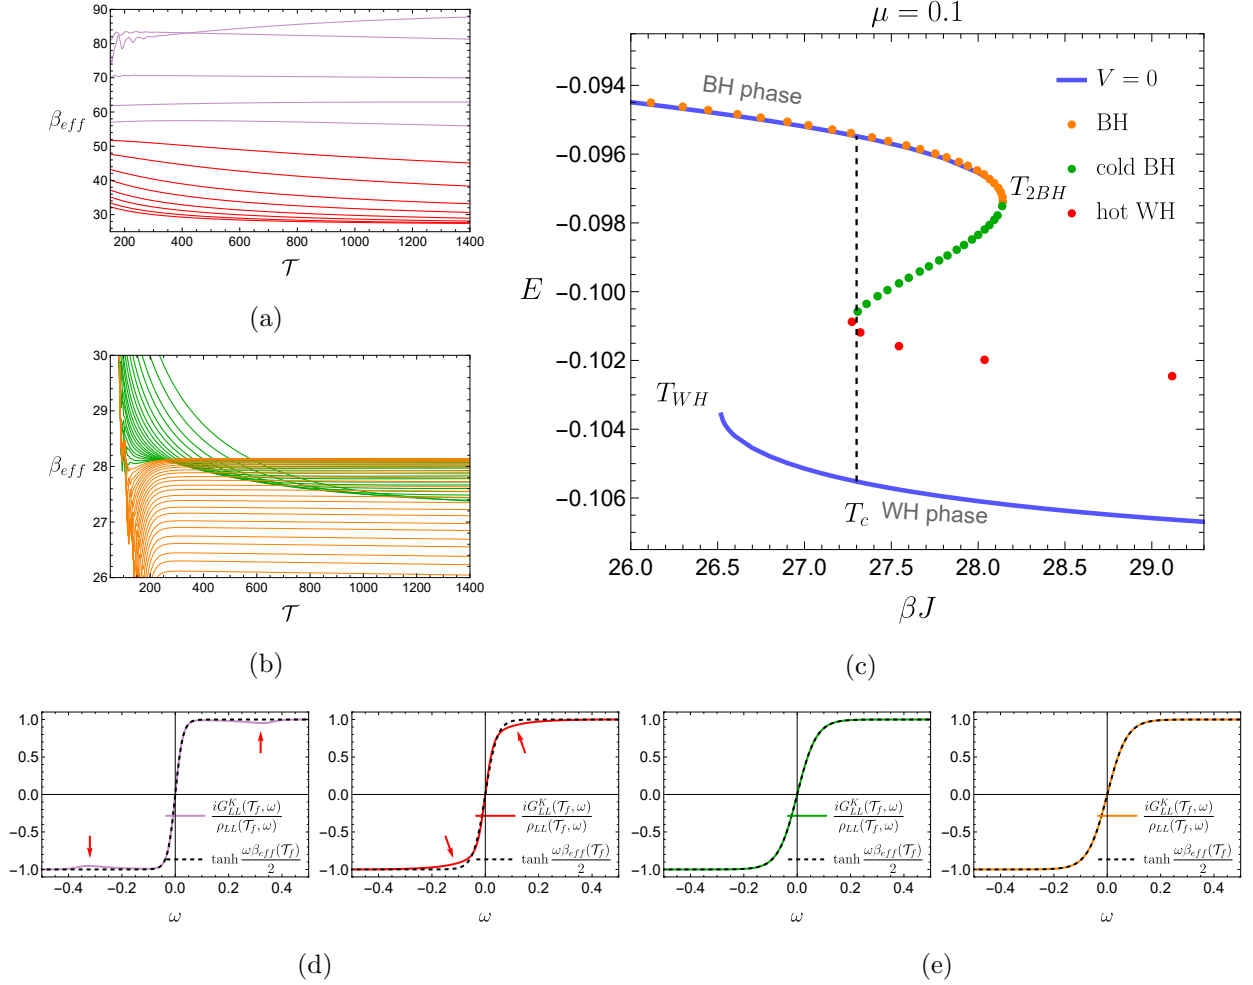 90
80
70
60
50
40
30
β_eff
200 400 600 800 1000 1200 1400
𝒯
(a)
30
29
28
27
26
β_eff
200 400 600 800 1000 1200 1400
𝒯
(b)
μ = 0.1
−0.094
−0.096
−0.098
−0.100
−0.102
−0.104
−0.106
E
BH phase
V = 0
BH
cold BH
hot WH
T_2BH
T_WH
T_c
WH phase
26.0 26.5 27.0 27.5 28.0 28.5 29.0
βJ
(c)
1.0
0.5
0.0
−0.5
−1.0
iG^K_LL(𝒯_f, ω)/ρ_LL(𝒯_f, ω)
tanh ωβ_eff(𝒯_f)/2
−0.4 −0.2 0.0 0.2 0.4
ω
1.0
0.5
0.0
−0.5
−1.0
iG^K_LL(𝒯_f, ω)/ρ_LL(𝒯_f, ω)
tanh ωβ_eff(𝒯_f)/2
−0.4 −0.2 0.0 0.2 0.4
ω
(d)
1.0
0.5
0.0
−0.5
−1.0
iG^K_LL(𝒯_f, ω)/ρ_LL(𝒯_f, ω)
tanh ωβ_eff(𝒯_f)/2
−0.4 −0.2 0.0 0.2 0.4
ω
1.0
0.5
0.0
−0.5
−1.0
iG^K_LL(𝒯_f, ω)/ρ_LL(𝒯_f, ω)
tanh ωβ_eff(𝒯_f)/2
−0.4 −0.2 0.0 0.2 0.4
ω
(e)